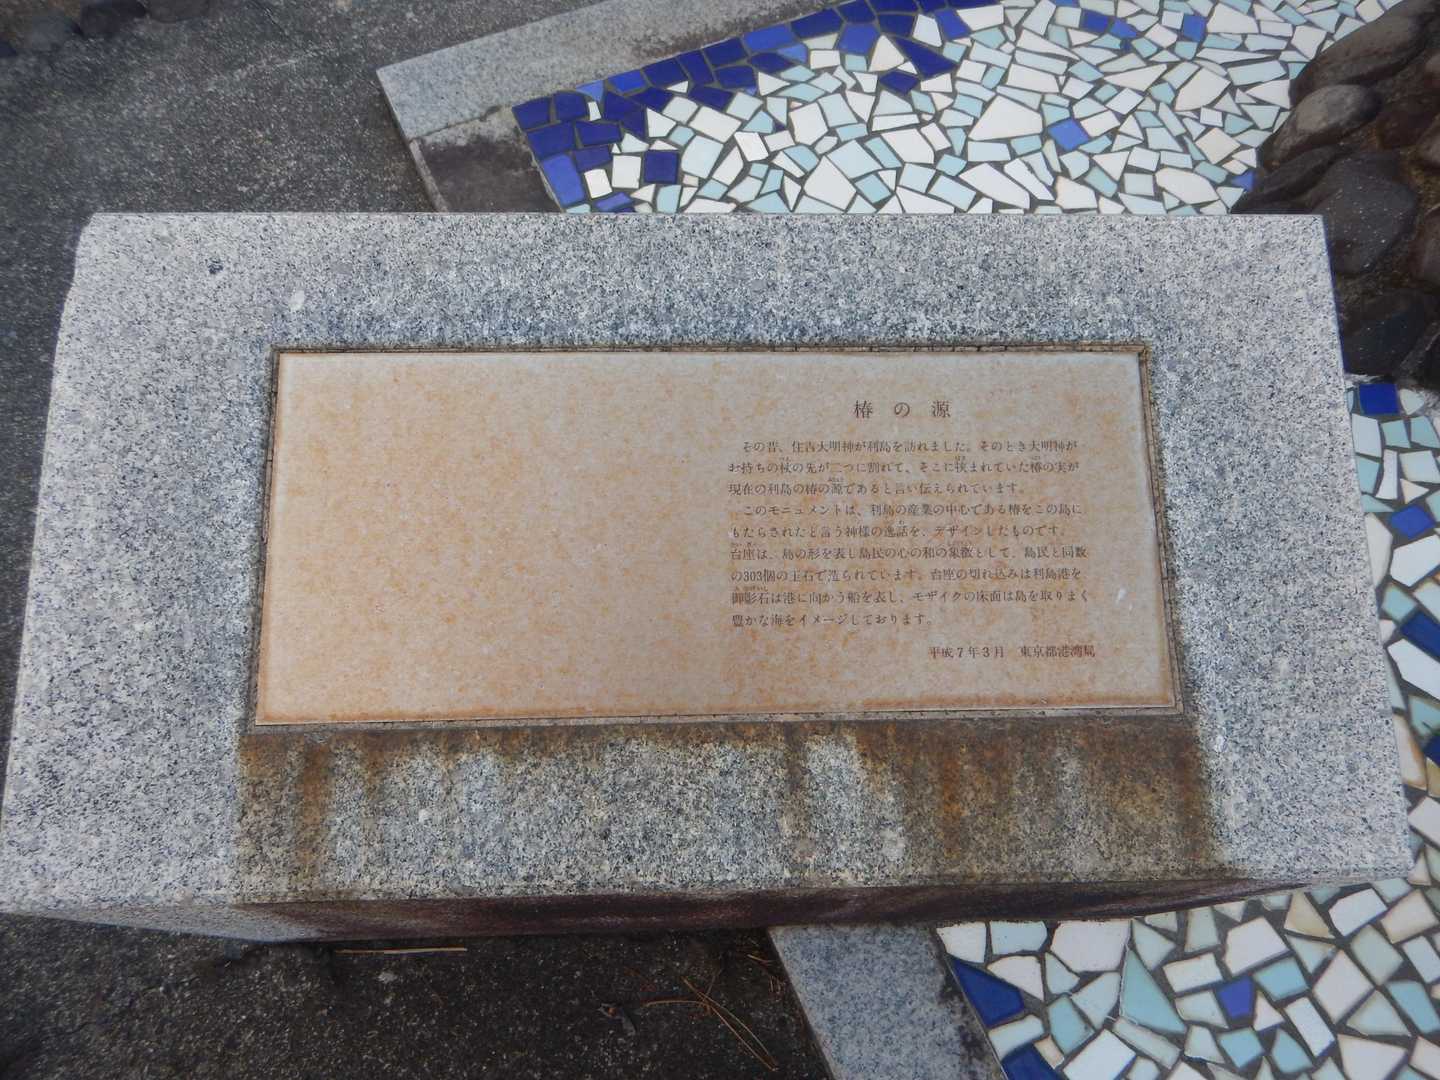 椿の源
その昔、住吉大明神が利島を訪れました。そのとき大明神が
お持ちの杖の先が二つに割れて、そこに挟まれていた椿の実が
現在の利島の椿の源であると言い伝えられています。
このモニュメントは、利島の産業の中心である椿をこの島に
もたらされたと言う神様の逸話を、デザインしたものです。
台座は、島の形を表し島民の心の和の象徴として、島民と同数
の303個の玉石で造られています。台座の切れ込みは利島港を
御影石は港に向かう船を表し、モザイクの床面は島を取りまく
豊かな海をイメージしております。
平成7年3月 東京都港湾局